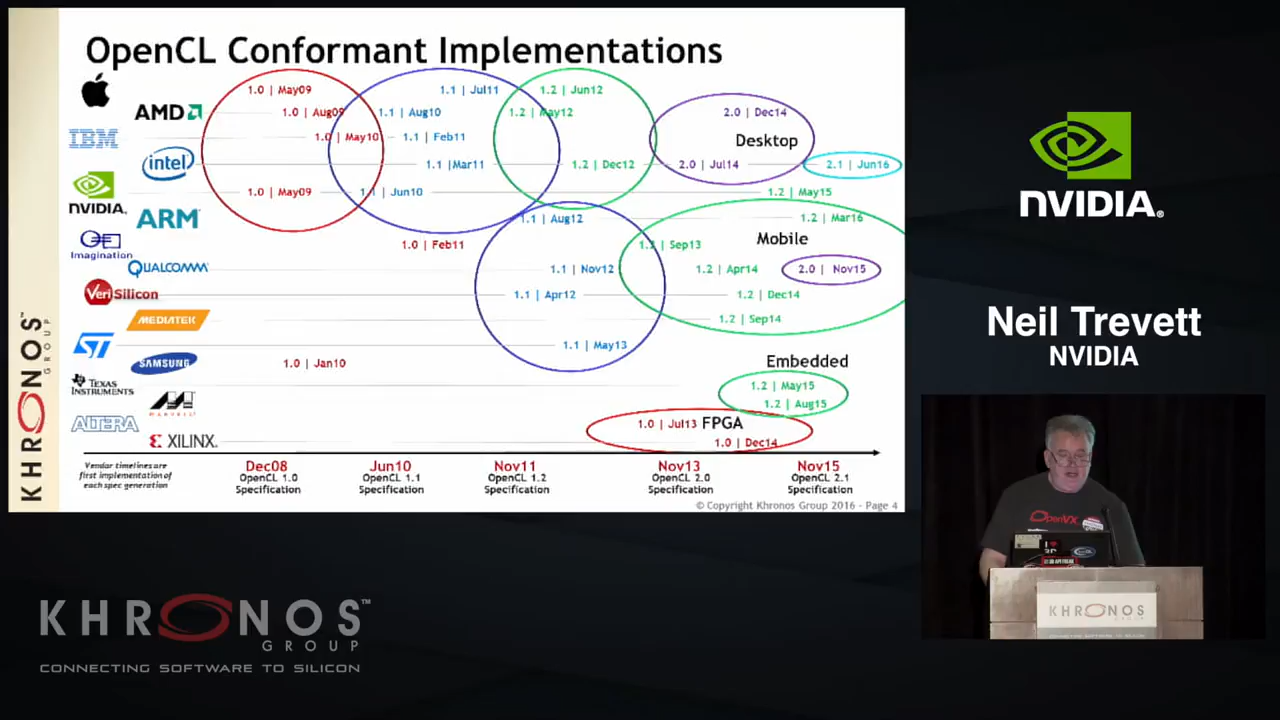 OpenCL Conformant Implementations
1.0 | May09
1.1 | Jul11
1.2 | Jun12
AMD
1.0 | Aug09
1.1 | Aug10
1.2 | May12
2.0 | Dec14
IBM
1.0 | May10
1.1 | Feb11
Desktop
intel
1.1 |Mar11
1.2 | Dec12
2.0 | Jul14
2.1 | Jun16
NVIDIA.
1.0 | May09
1.1 | Jun10
1.2 | May15
ARM
1.1 | Aug12
1.2 | Mar16
Imagination
1.0 | Feb11
Sep13
Mobile
QUALCOMM
1.1 | Nov12
1.2 | Apr14
2.0 | Nov15
VeriSilicon
1.1 | Apr12
1.2 | Dec14
MEDIATEK
1.2 | Sep14
ST
1.1 | May13
SAMSUNG
1.0 | Jan10
Embedded
TEXAS
INSTRUMENTS
1.2 | May15
MARVELL
1.2 | Aug15
ALTERA
1.0 | Jul13
FPGA
XILINX
1.0 | Dec14
Vendor timelines are
first implementation of
each spec generation
Dec08
OpenCL 1.0
Specification
Jun10
OpenCL 1.1
Specification
Nov11
OpenCL 1.2
Specification
Nov13
OpenCL 2.0
Specification
Nov15
OpenCL 2.1
Specification
© Copyright Khronos Group 2016 - Page 4
KHRONOS™
GROUP
NVIDIA®
Neil Trevett
NVIDIA
OpenVX
KHRONOS
GROUP
KHRONOS™
GROUP
CONNECTING SOFTWARE TO SILICON